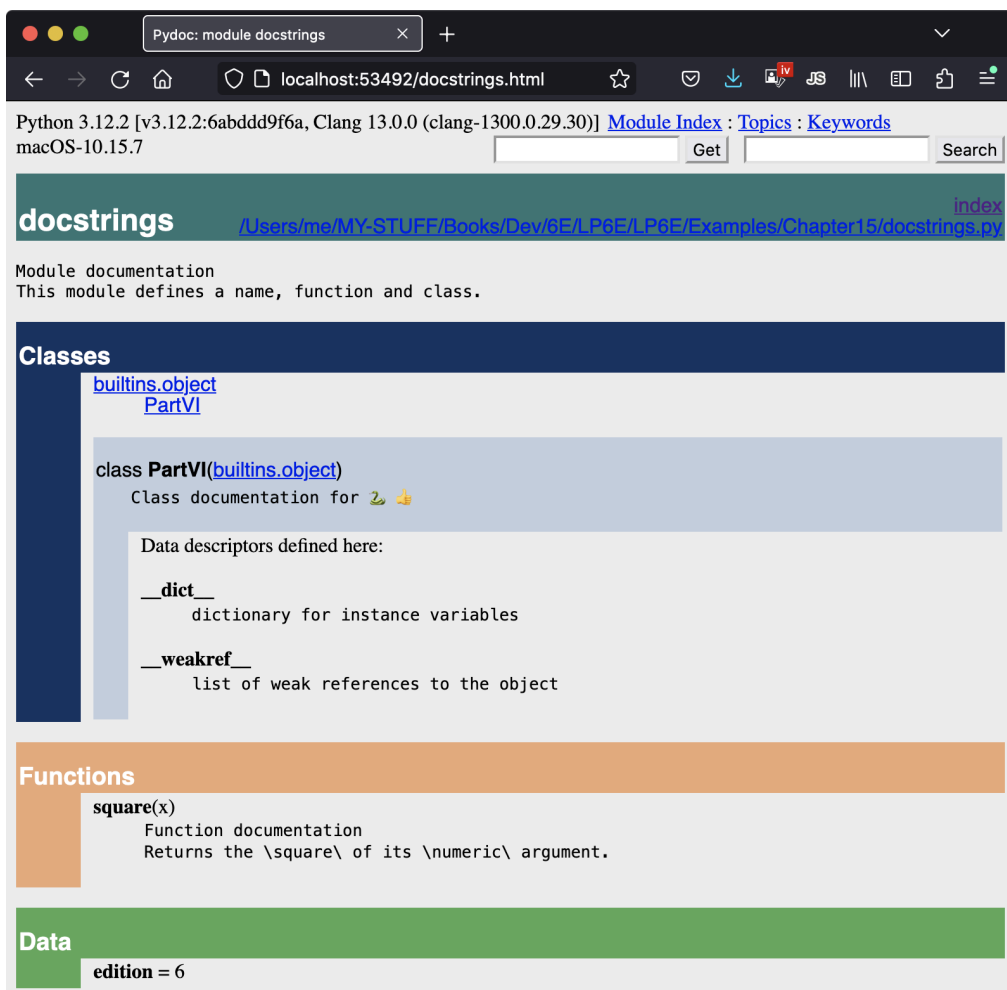 Pydoc: module docstrings
localhost:53492/docstrings.html
iv
JS
Python 3.12.2 [v3.12.2:6abddd9f6a, Clang 13.0.0 (clang-1300.0.29.30)] Module Index : Topics : Keywords
macOS-10.15.7
Get
Search
index
docstrings /Users/me/MY-STUFF/Books/Dev/6E/LP6E/LP6E/Examples/Chapter15/docstrings.py
Module documentation
This module defines a name, function and class.
Classes
builtins.object
PartVI
class PartVI(builtins.object)
Class documentation for 🐍 👍
Data descriptors defined here:
__dict__
dictionary for instance variables
__weakref__
list of weak references to the object
Functions
square(x)
Function documentation
Returns the \square\ of its \numeric\ argument.
Data
edition = 6